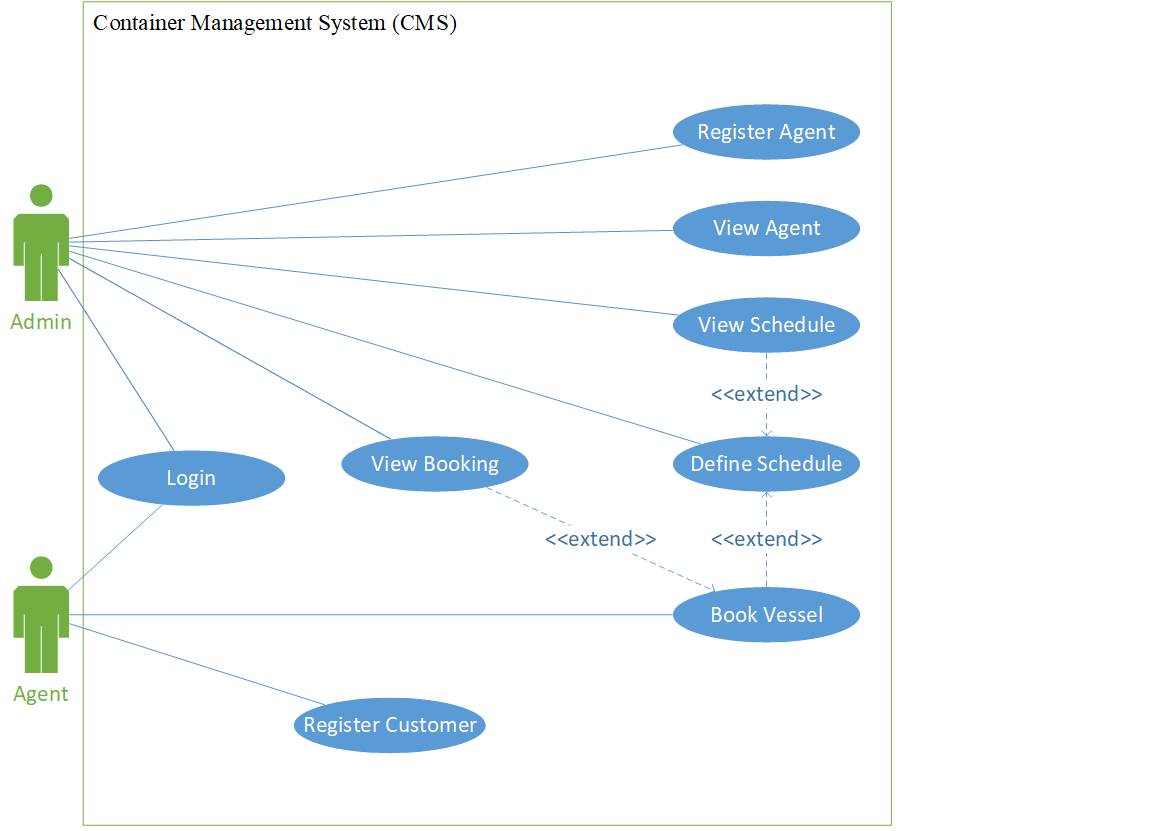 Container Management System (CMS)
Register Agent
View Agent
Admin
View Schedule
<<extend>>
View Booking
Define Schedule
Login
<<extend>>
<<extend>>
Book Vessel
Agent
Register Customer